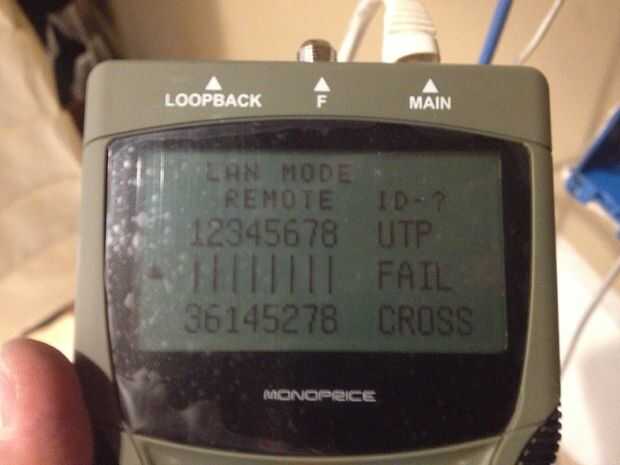 LOOPBACK F MAIN
LAN MODE
REMOTE ID-?
12345678 UTP
|||||||| FAIL
36145278 CROSS
MONOPRICE